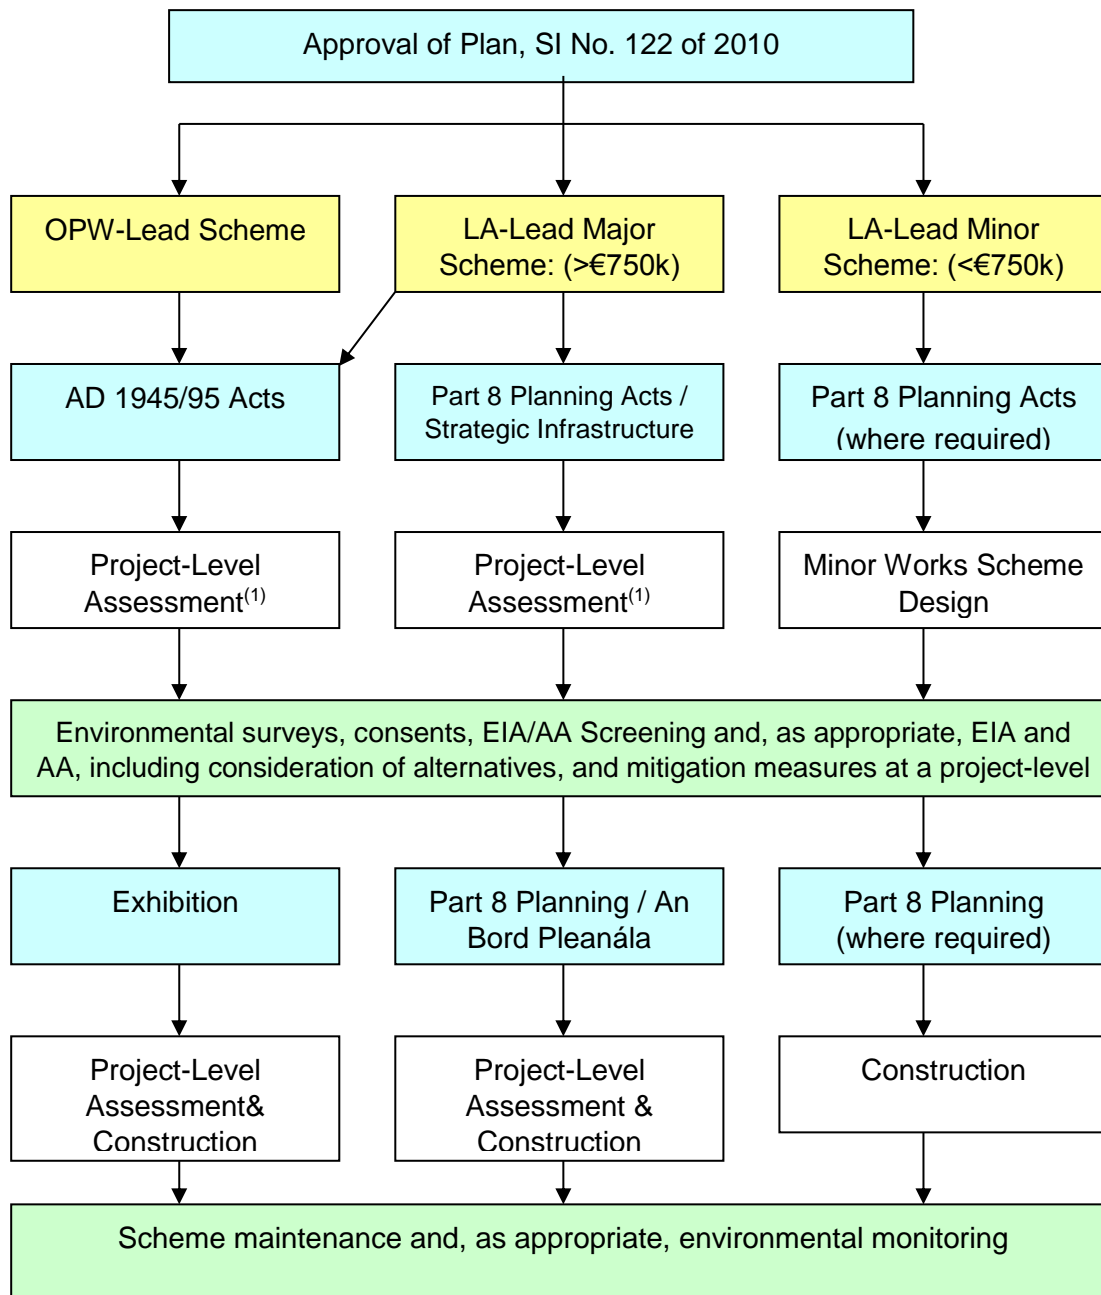 Approval of Plan, SI No. 122 of 2010
OPW-Lead Scheme
LA-Lead Major
Scheme: (>€750k)
LA-Lead Minor
Scheme: (<€750k)
AD 1945/95 Acts
Part 8 Planning Acts /
Strategic Infrastructure
Part 8 Planning Acts
(where required)
Project-Level
Assessment(1)
Project-Level
Assessment(1)
Minor Works Scheme
Design
Environmental surveys, consents, EIA/AA Screening and, as appropriate, EIA and
AA, including consideration of alternatives, and mitigation measures at a project-level
Exhibition
Part 8 Planning / An
Bord Pleanála
Part 8 Planning
(where required)
Project-Level
Assessment&
Construction
Project-Level
Assessment &
Construction
Construction
Scheme maintenance and, as appropriate, environmental monitoring